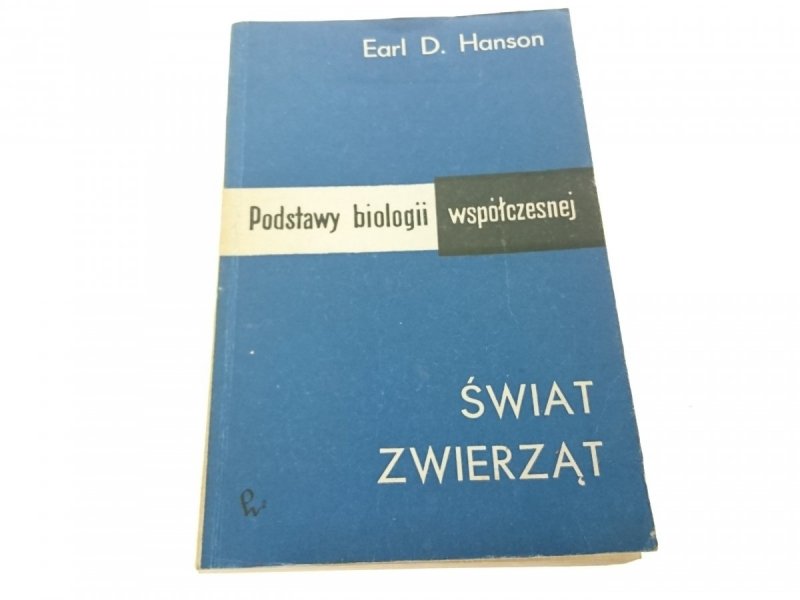 Earl D. Hanson
Podstawy biologii współczesnej
ŚWIAT
ZWIERZĄT